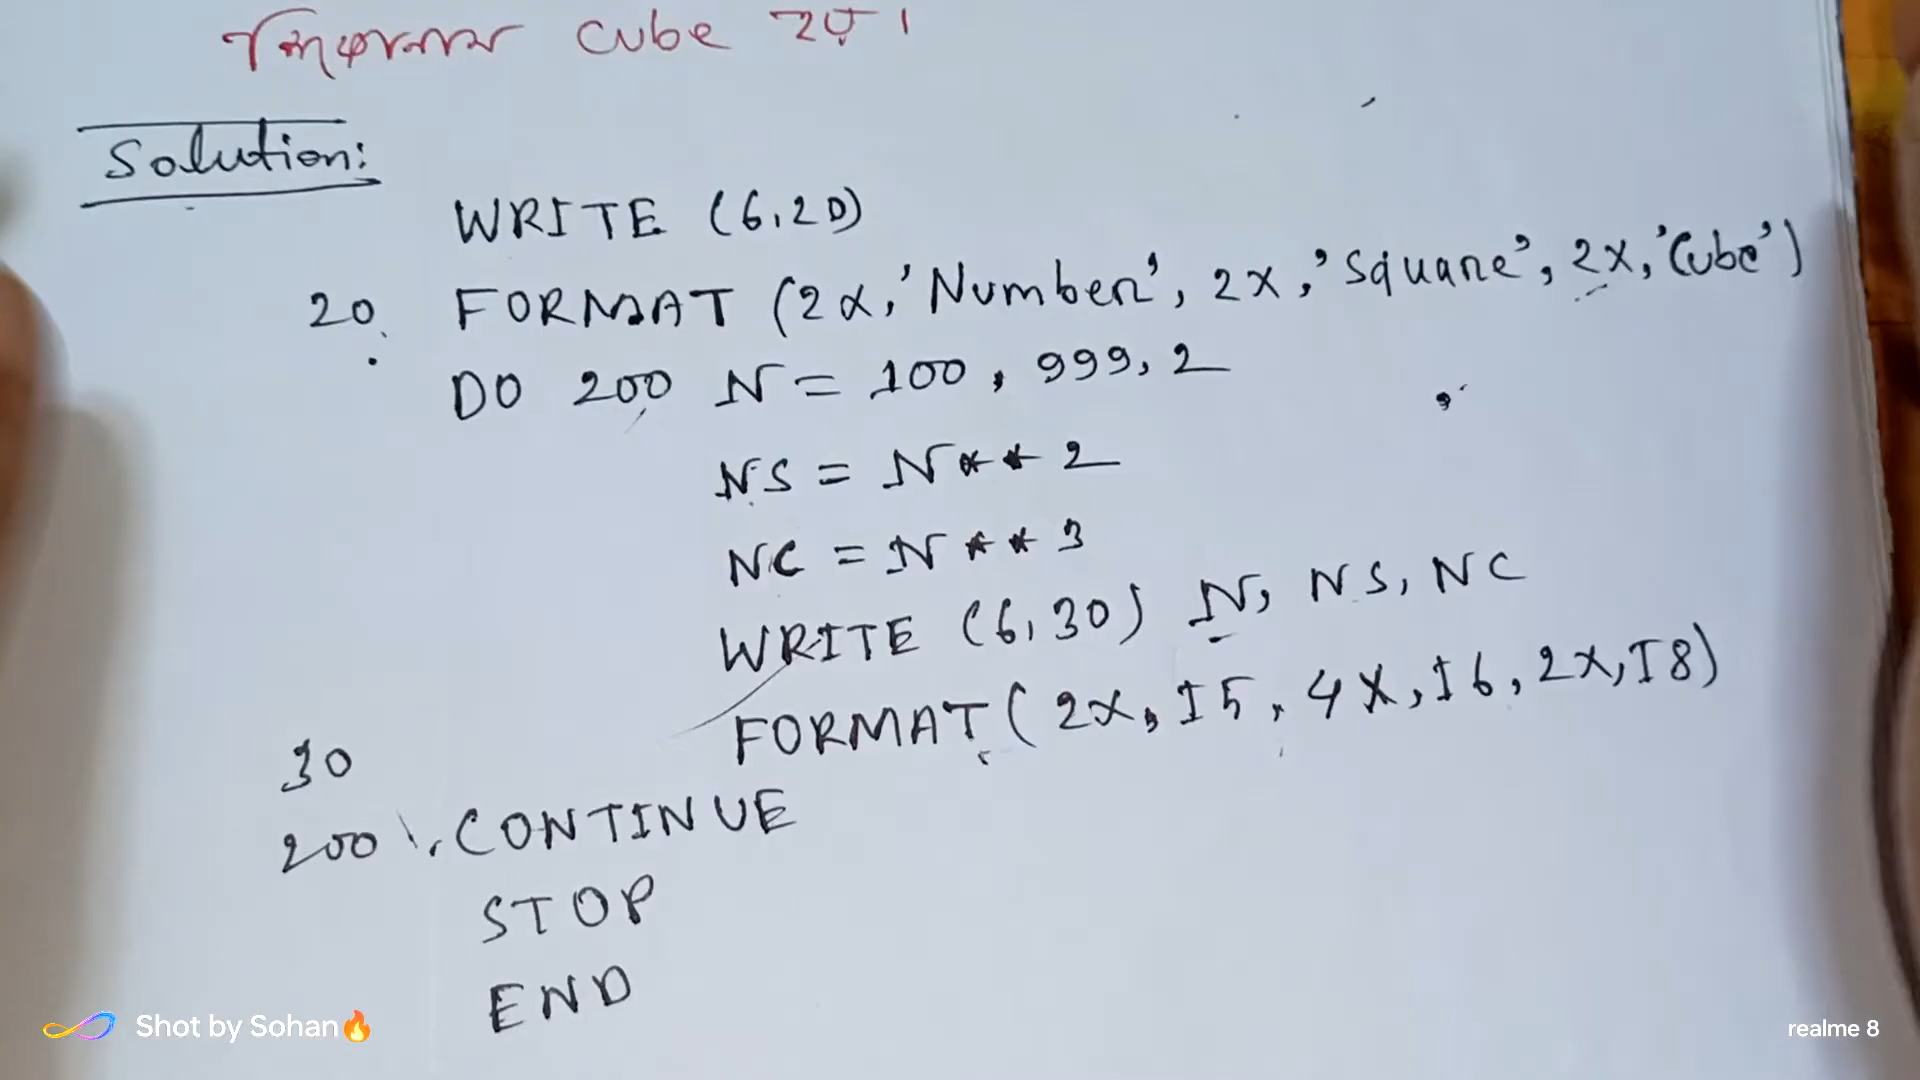 cube
Solution:
WRITE (6,20)
20 FORMAT (2X,'Number', 2X,'Square', 2X,'Cube')
DO 200 N = 100, 999, 2
NS = N**2
NC = N**3
WRITE (6,30) N, NS, NC
30 FORMAT (2X, I5, 4X, I6, 2X, I8)
200 CONTINUE
STOP
END
Shot by Sohan🔥
realme 8